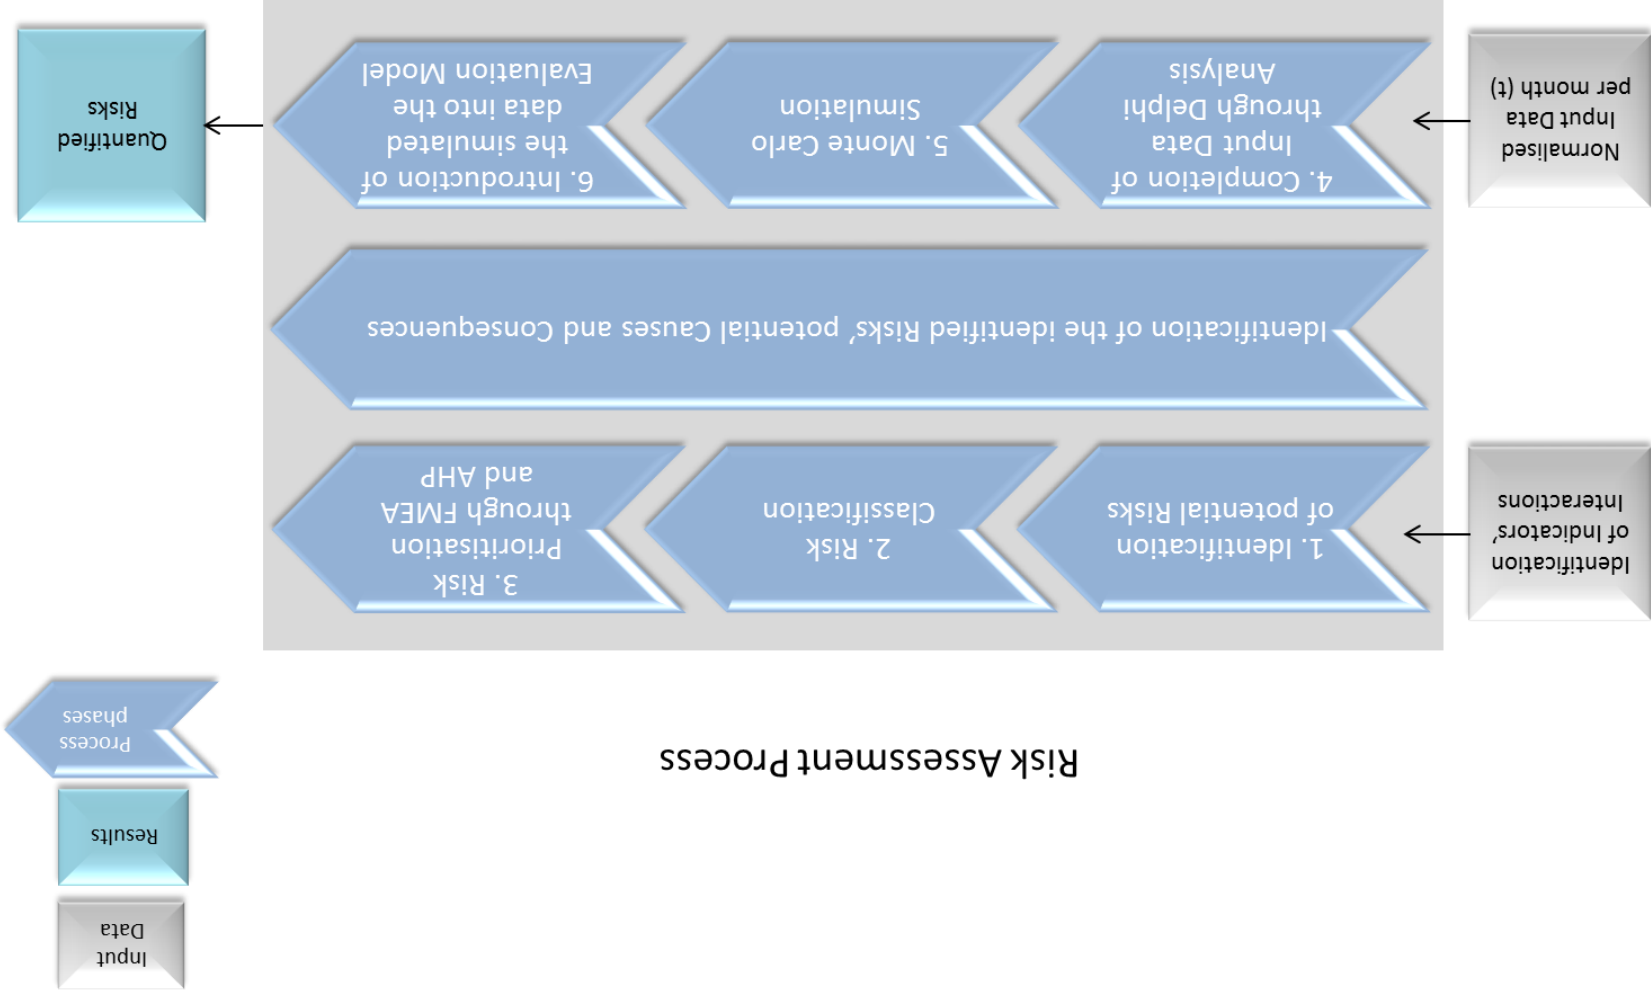 Input
Data
Results
Process
phases
Risk Assessment Process
Identification
of Indicators'
Interactions
1. Identification
of potential Risks
2. Risk
Classification
3. Risk
Prioritisation
through FMEA
and AHP
Identification of the identified Risks' potential Causes and Consequences
Normalised
Input Data
per month (t)
4. Completion of
Input Data
through Delphi
Analysis
5. Monte Carlo
Simulation
6. Introduction of
the simulated
data into the
Evaluation Model
Quantified
Risks